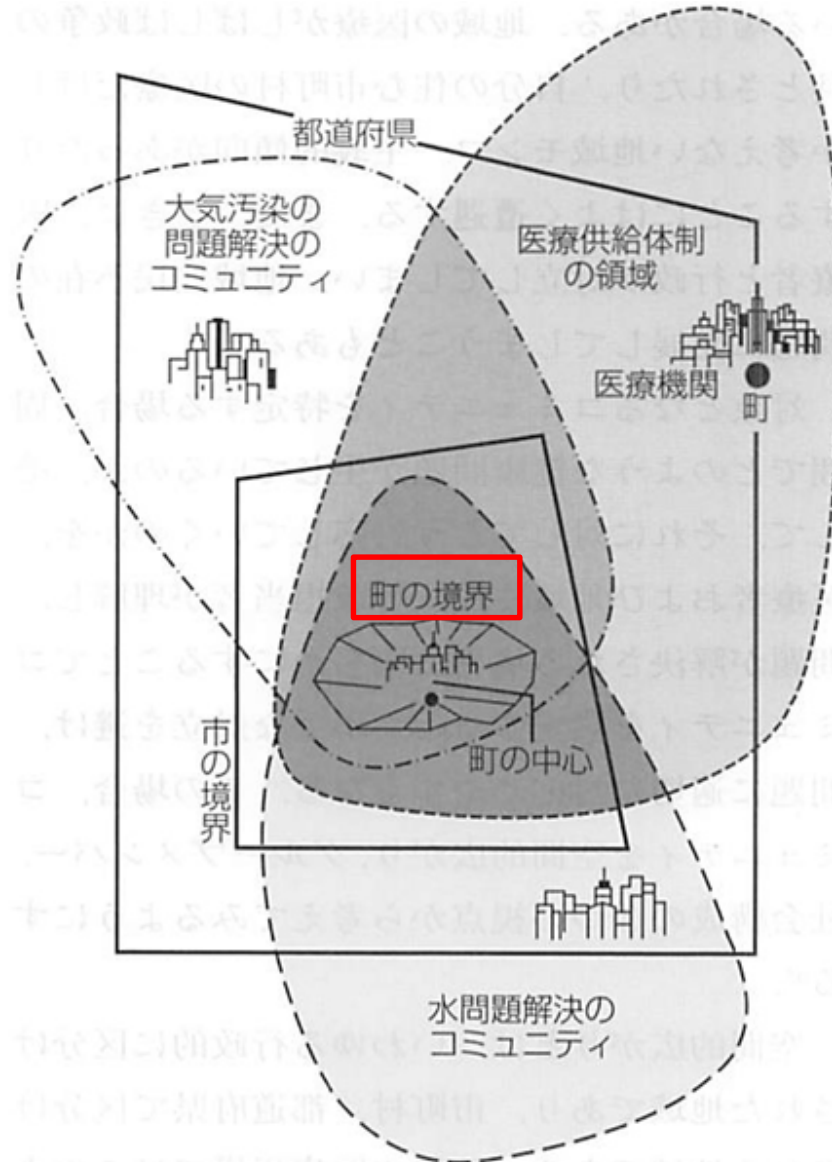 都道府県
大気汚染の
問題解決の
コミュニティ
医療供給体制
の領域
医療機関
町
町の境界
市の境界
町の中心
水問題解決の
コミュニティ